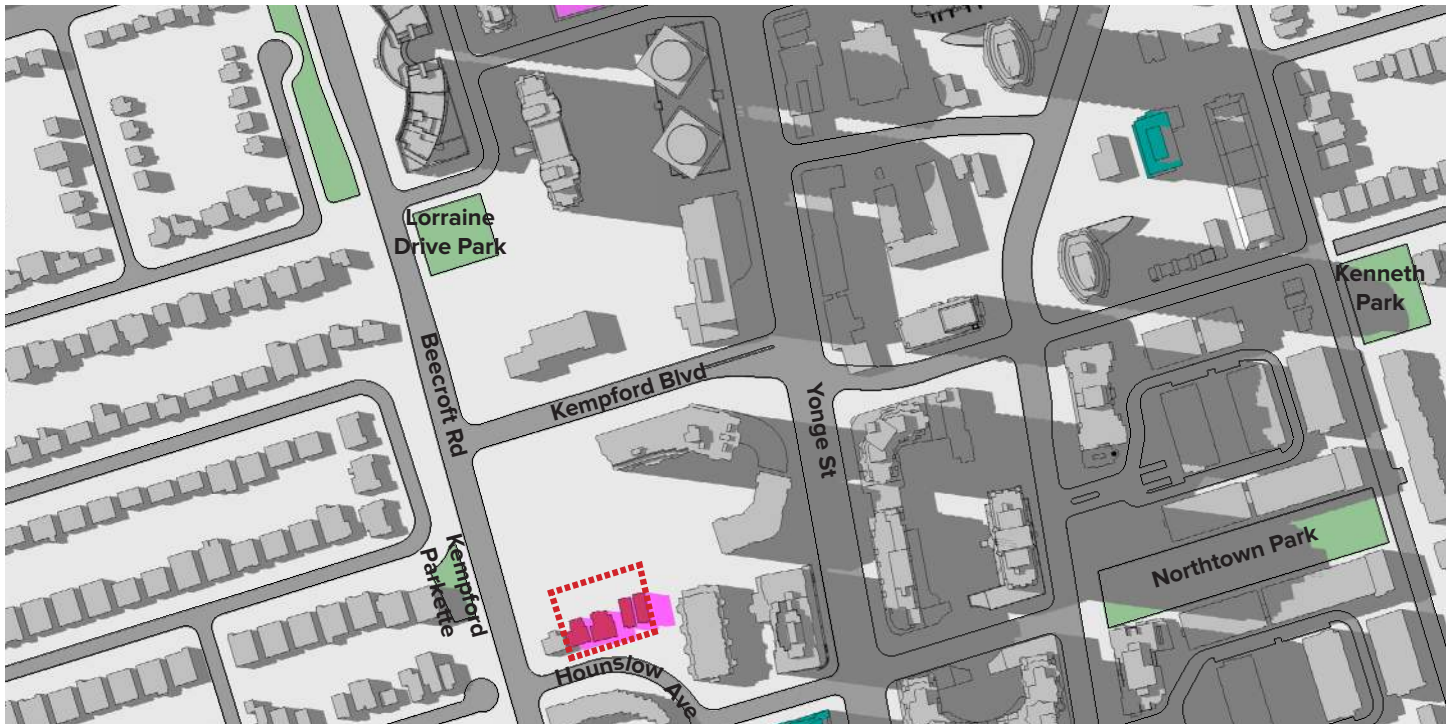 Lorraine
Drive Park
Kenneth
Park
Beecroft Rd
Kempford Blvd
Yonge St
Northtown Park
Kempford
Parkette
Hounslow Ave